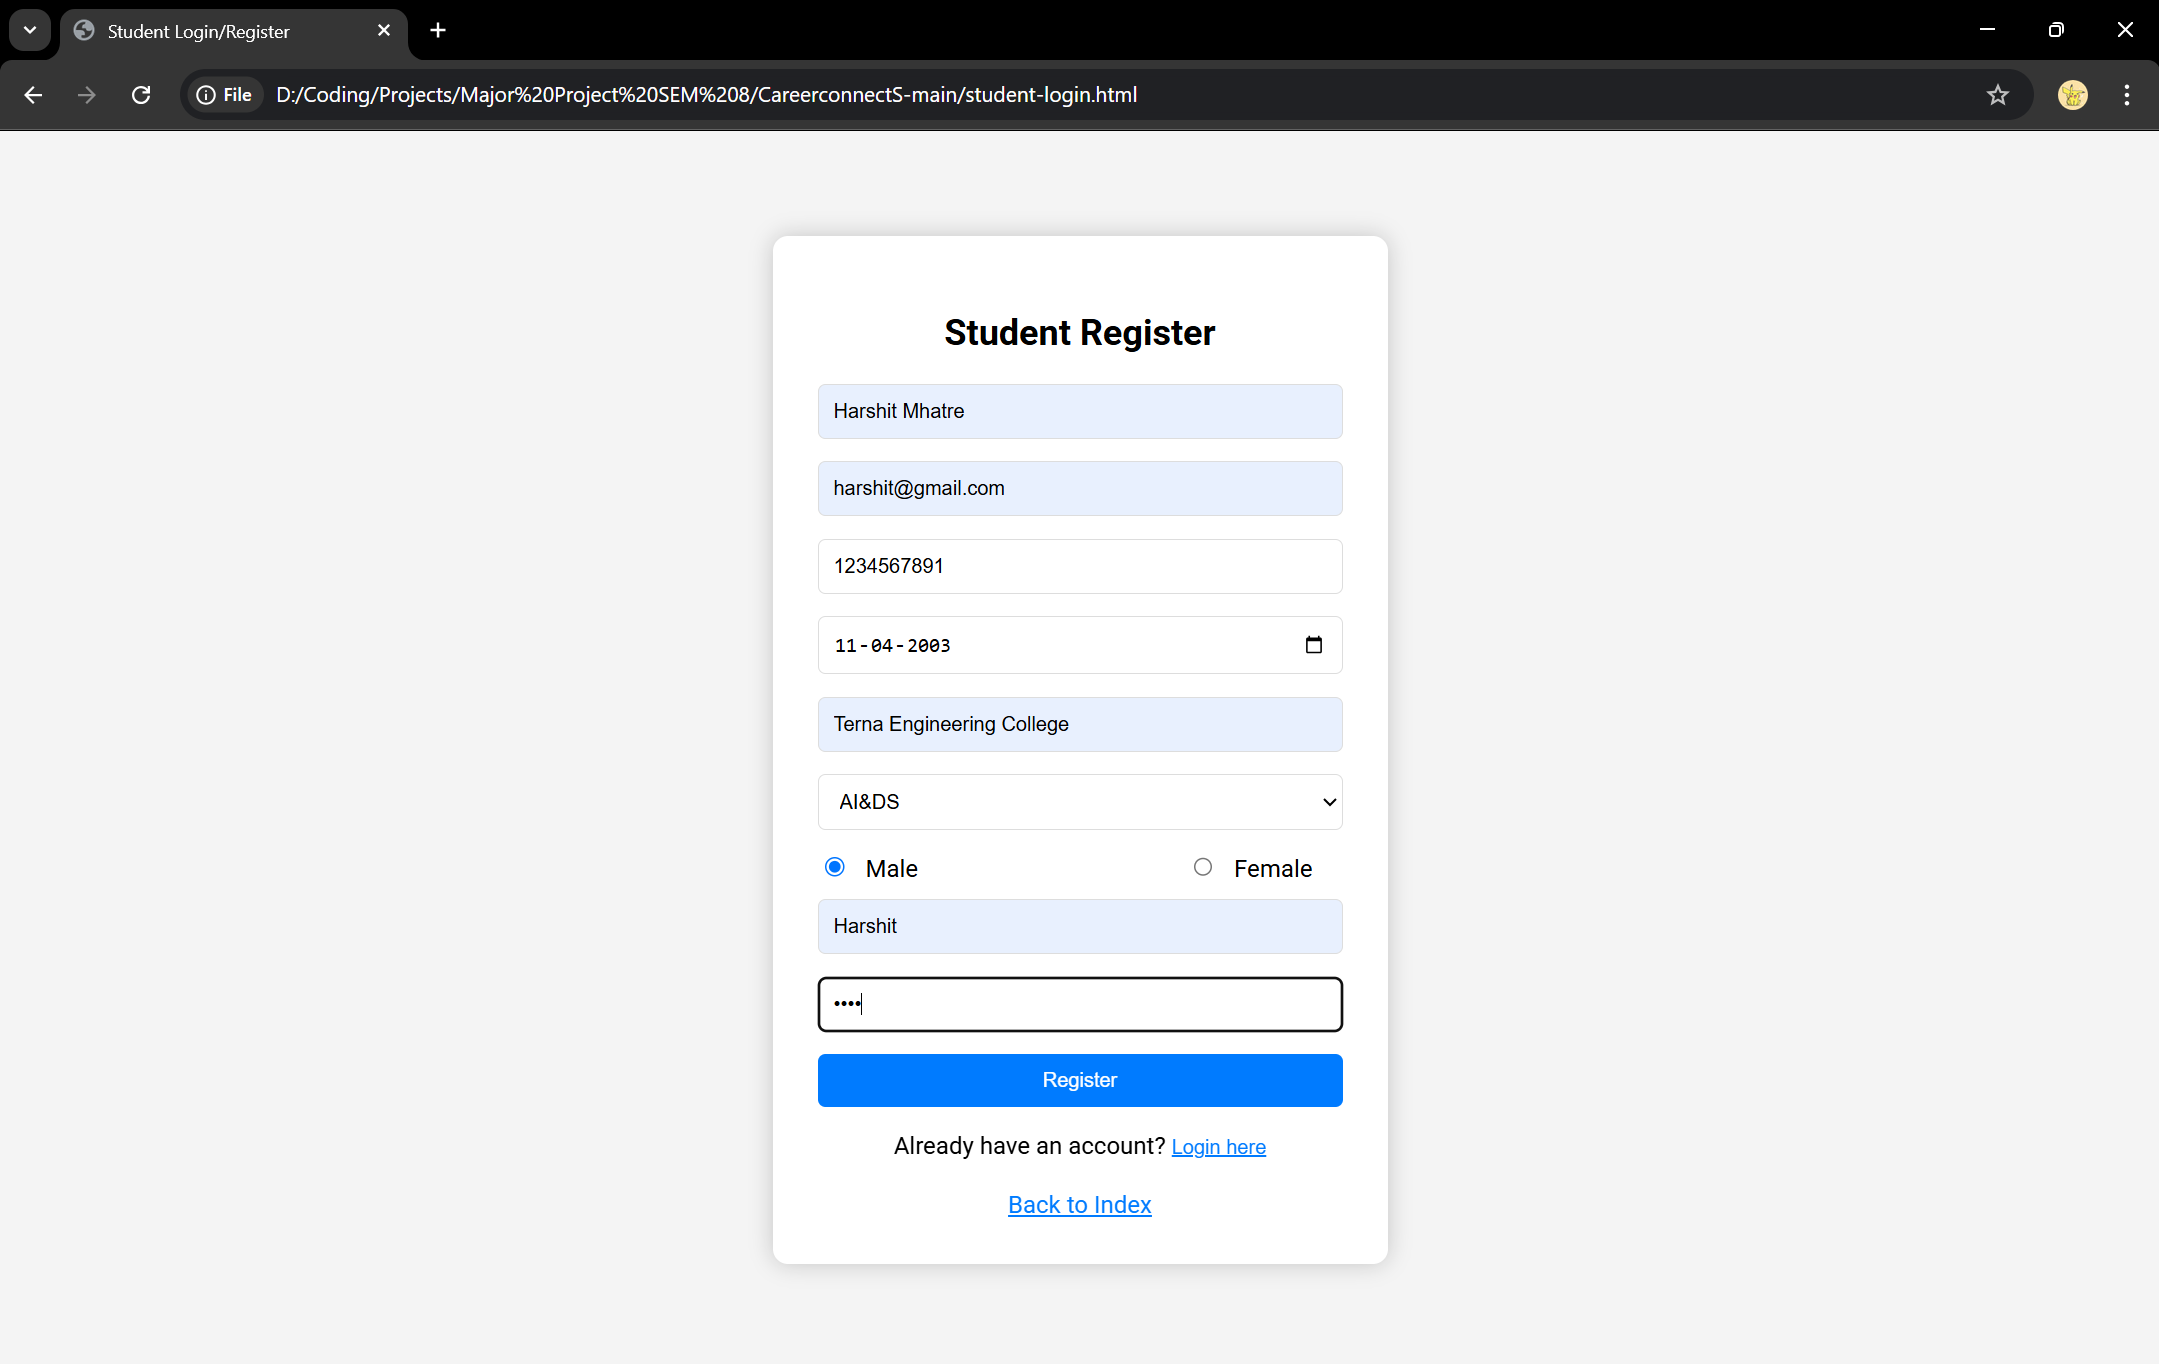 Student Login/Register
File D:/Coding/Projects/Major%20Project%20SEM%208/CareerconnectS-main/student-login.html
Student Register
Harshit Mhatre
harshit@gmail.com
1234567891
11-04-2003
Terna Engineering College
AI&DS
Male Female
Harshit
••••
Register
Already have an account? Login here
Back to Index